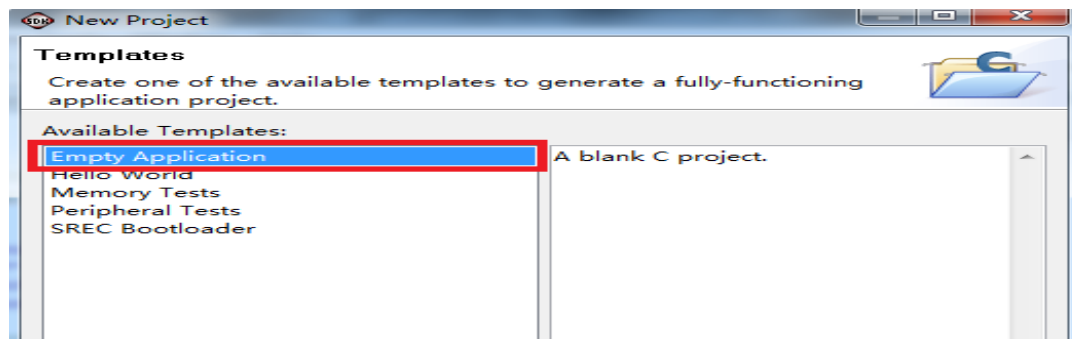 SDK New Project
Templates
Create one of the available templates to generate a fully-functioning
application project.
C
Available Templates:
Empty Application
A blank C project.
Hello World
Memory Tests
Peripheral Tests
SREC Bootloader